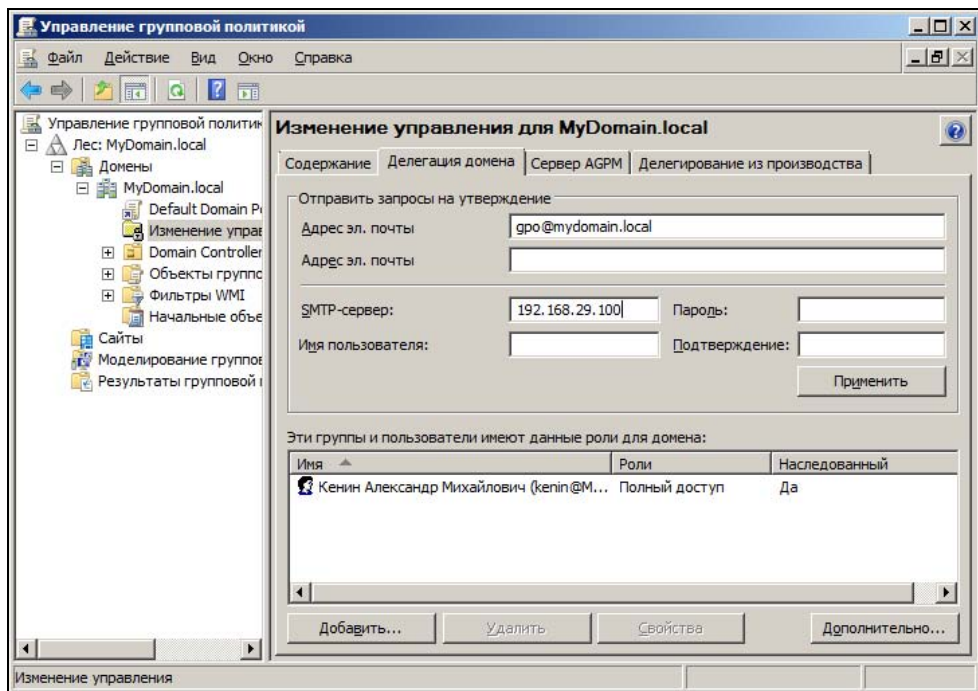 Управление групповой политикой
Файл Действие Вид Окно Справка
Управление групповой политик
Лес: MyDomain.local
Домены
MyDomain.local
Default Domain Po
Изменение управ
Domain Controller
Объекты группо
Фильтры WMI
Начальные объе
Сайты
Моделирование группов
Результаты групповой п
Изменение управления для MyDomain.local
Содержание Делегация домена Сервер AGPM Делегирование из производства
Отправить запросы на утверждение
Адрес эл. почты gpo@mydomain.local
Адрес эл. почты
SMTP-сервер: 192.168.29.100 Пароль:
Имя пользователя: Подтверждение:
Применить
Эти группы и пользователи имеют данные роли для домена:
Имя Роли Наследованный
Кенин Александр Михайлович (kenin@M... Полный доступ Да
Добавить... Удалить Свойства Дополнительно...
Изменение управления